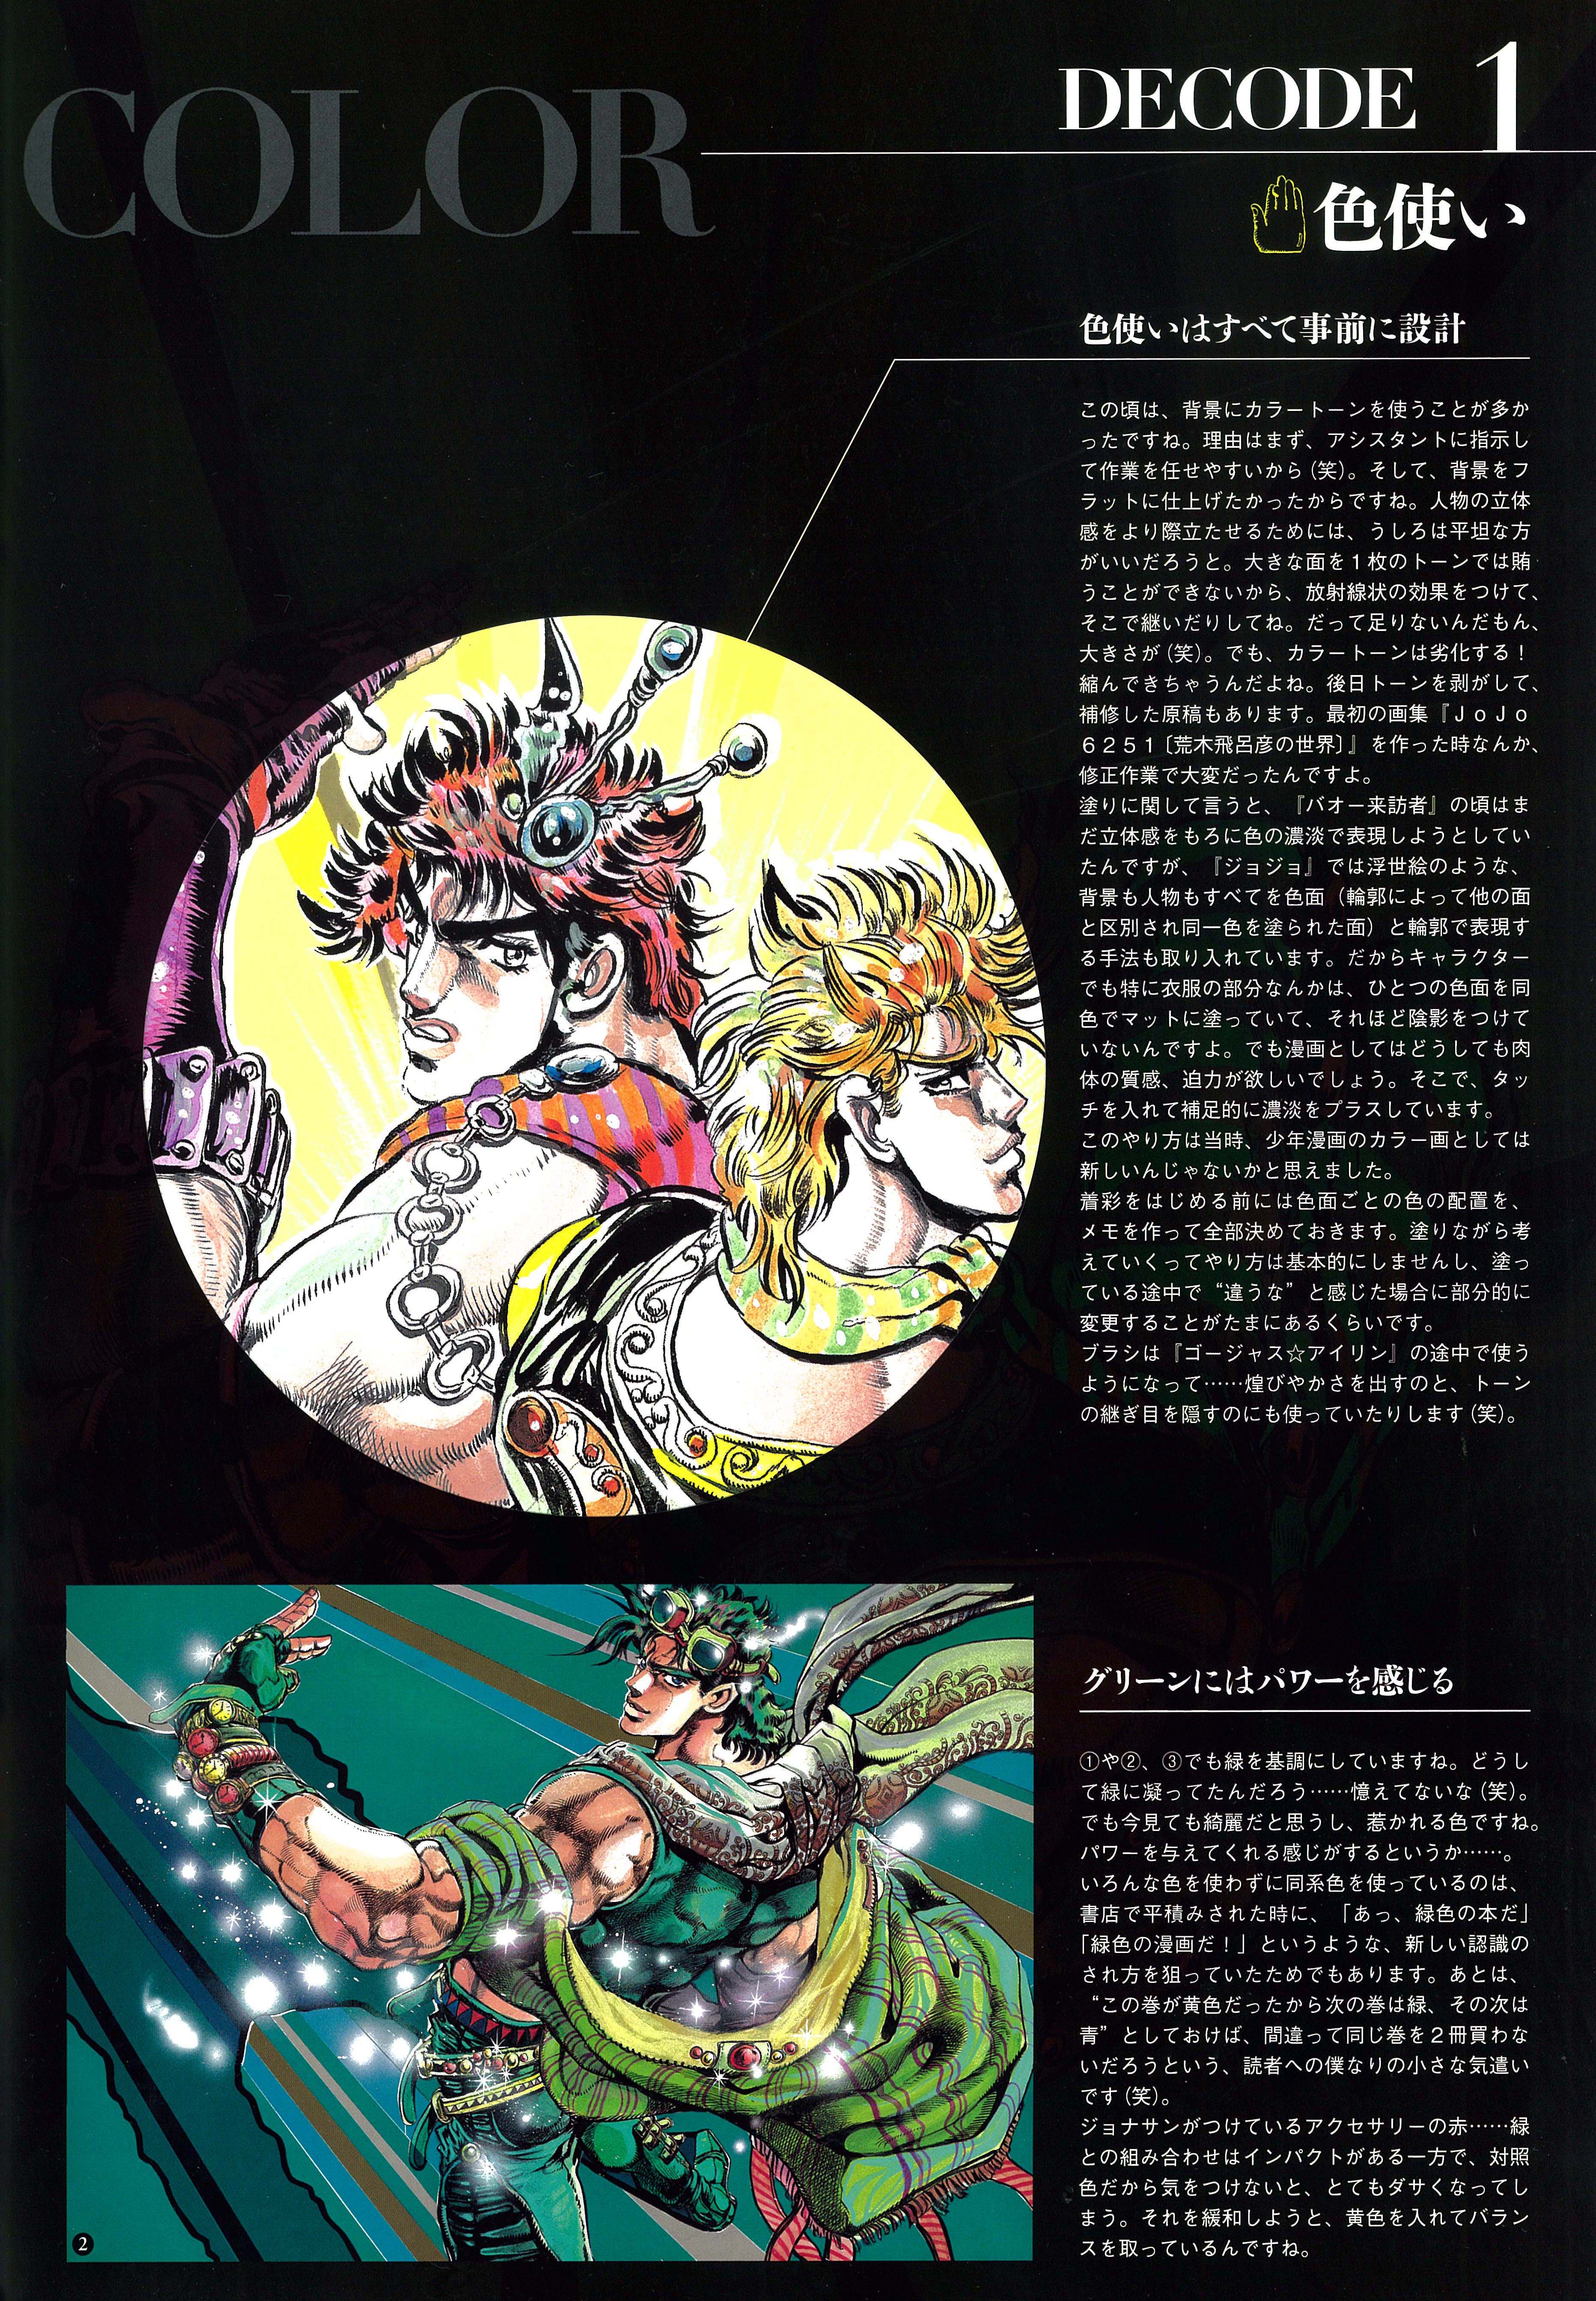 COLOR
DECODE 1
色使い
色使いはすべて事前に設計
この頃は、背景にカラートーンを使うことが多か
ったですね。理由はまず、アシスタントに指示し
て作業を任せやすいから(笑)。そして、背景をフ
ラットに仕上げたかったからですね。人物の立体
感をより際立たせるためには、うしろは平坦な方
がいいだろうと。大きな面を1枚のトーンでは賄
うことができないから、放射線状の効果をつけて、
そこで継いだりしてね。だって足りないんだもん、
大きさが(笑)。でも、カラートーンは劣化する!
縮んできちゃうんだよね。後日トーンを剥がして、
補修した原稿もあります。最初の画集『JoJo
6251〔荒木飛呂彦の世界〕』を作った時なんか、
修正作業で大変だったんですよ。
塗りに関して言うと、『バオー来訪者』の頃はま
だ立体感をもろに色の濃淡で表現しようとしてい
たんですが、『ジョジョ』では浮世絵のような、
背景も人物もすべてを色面(輪郭によって他の面
と区別され同一色を塗られた面)と輪郭で表現す
る手法も取り入れています。だからキャラクター
でも特に衣服の部分なんかは、ひとつの色面を同
色でマットに塗っていて、それほど陰影をつけて
いないんですよ。でも漫画としてはどうしても肉
体の質感、迫力が欲しいでしょう。そこで、タッ
チを入れて補足的に濃淡をプラスしています。
このやり方は当時、少年漫画のカラー画としては
新しいんじゃないかと思えました。
着彩をはじめる前には色面ごとの色の配置を、
メモを作って全部決めておきます。塗りながら考
えていくってやり方は基本的にしませんし、塗っ
ている途中で“違うな”と感じた場合に部分的に
変更することがたまにあるくらいです。
ブラシは『ゴージャス☆アイリン』の途中で使う
ようになって……煌びやかさを出すのと、トーン
の継ぎ目を隠すのにも使っていたりします(笑)。
グリーンにはパワーを感じる
①や②、③でも緑を基調にしていますね。どうし
て緑に凝ってたんだろう……憶えてないな(笑)。
でも今見ても綺麗だと思うし、惹かれる色ですね。
パワーを与えてくれる感じがするというか……。
いろんな色を使わずに同系色を使っているのは、
書店で平積みされた時に、「あっ、緑色の本だ」
「緑色の漫画だ!」というような、新しい認識の
され方を狙っていたためでもあります。あとは、
“この巻が黄色だったから次の巻は緑、その次は
青”としておけば、間違って同じ巻を2冊買わな
いだろうという、読者への僕なりの小さな気遣い
です(笑)。
ジョナサンがつけているアクセサリーの赤……緑
との組み合わせはインパクトがある一方で、対照
色だから気をつけないと、とてもダサくなってし
まう。それを緩和しようと、黄色を入れてバラン
スを取っているんですね。
2